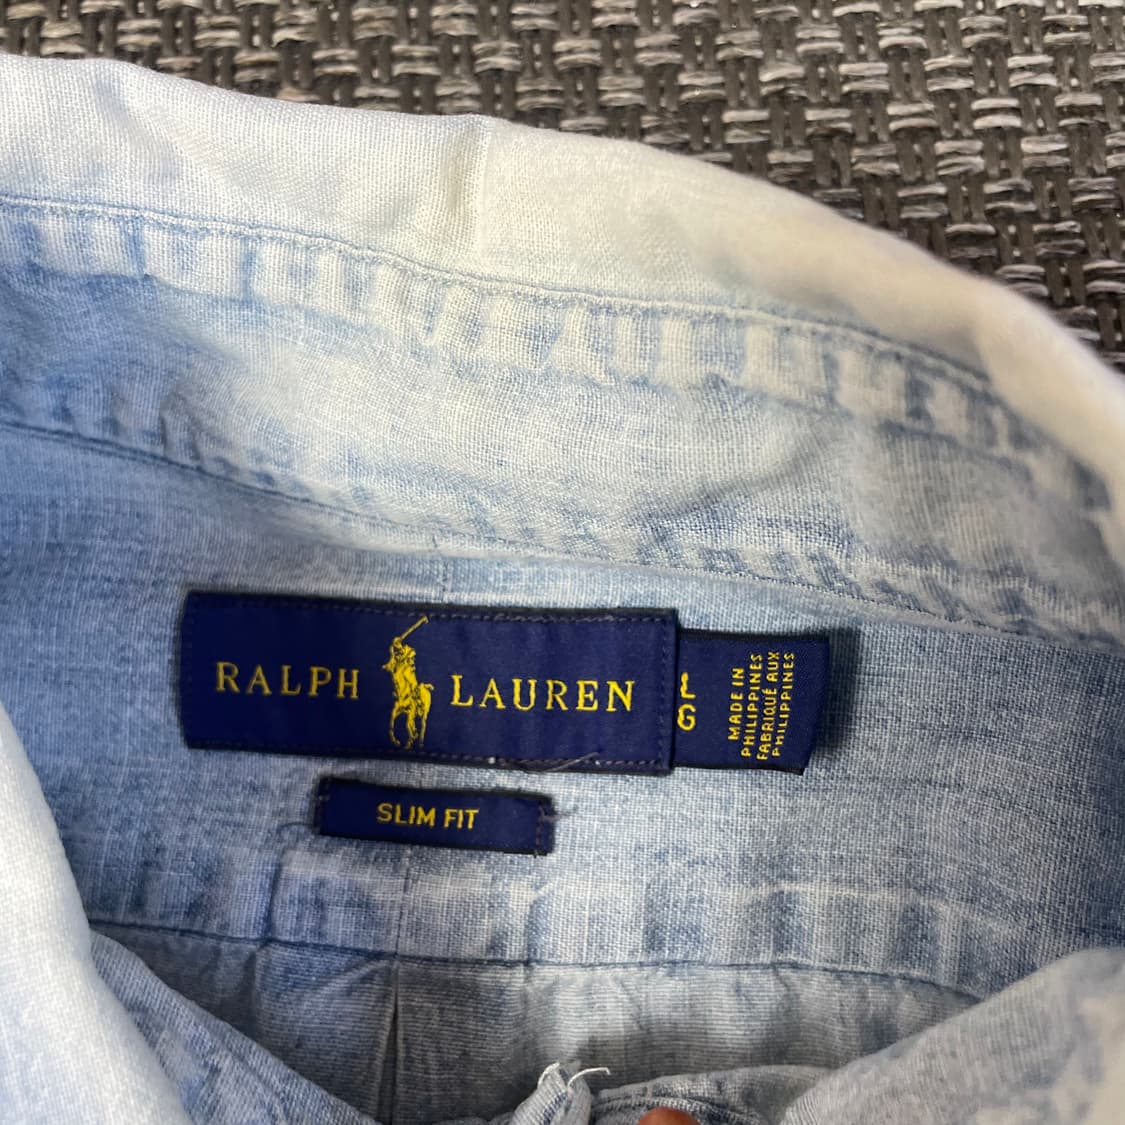 RALPH LAUREN
L
G
MADE IN
PHILIPPINES
FABRIQUÉ AUX
PHILIPPINES
SLIM FIT